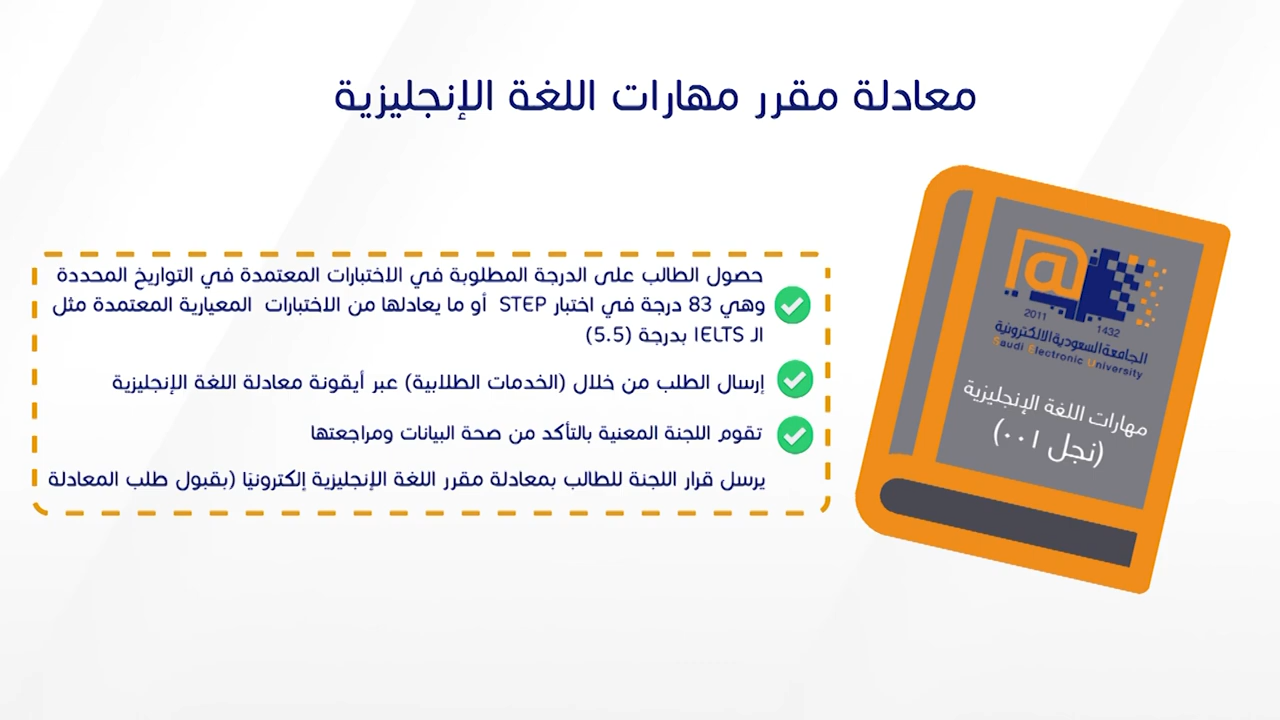 معادلة مقرر مهارات اللغة الإنجليزية
حصول الطالب على الدرجة المطلوبة في الاختبارات المعتمدة في التواريخ المحددة
وهي 83 درجة في اختبار STEP أو ما يعادلها من الاختبارات المعيارية المعتمدة مثل
الـ IELTS بدرجة (5.5)
إرسال الطلب من خلال (الخدمات الطلابية) عبر أيقونة معادلة اللغة الإنجليزية
تقوم اللجنة المعنية بالتأكد من صحة البيانات ومراجعتها
يرسل قرار اللجنة للطالب بمعادلة مقرر اللغة الإنجليزية إلكترونيًا (بقبول طلب المعادلة
2011 1432
الجامعة السعودية الالكترونية
Saudi Electronic University
مهارات اللغة الإنجليزية
(نجل ٠٠١)